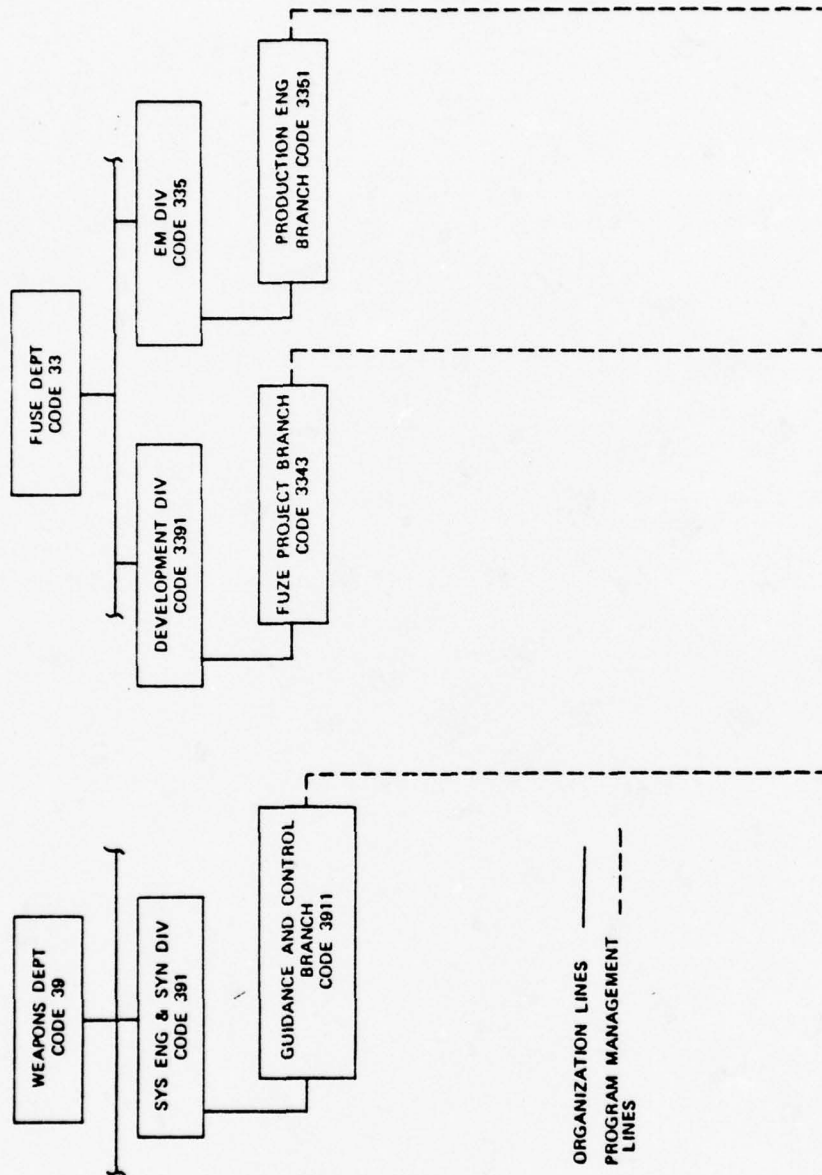 WEAPONS DEPT
CODE 39
SYS ENG & SYN DIV
CODE 391
GUIDANCE AND CONTROL
BRANCH
CODE 3911
FUSE DEPT
CODE 33
DEVELOPMENT DIV
CODE 3391
FUZE PROJECT BRANCH
CODE 3343
EM DIV
CODE 335
PRODUCTION ENG
BRANCH CODE 3351
ORGANIZATION LINES
PROGRAM MANAGEMENT
LINES